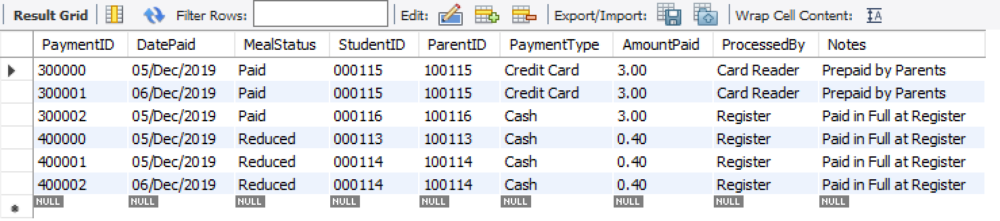 Result Grid Filter Rows: Edit: Export/Import: Wrap Cell Content: A
PaymentID DatePaid MealStatus StudentID ParentID PaymentType AmountPaid ProcessedBy Notes
300000 05/Dec/2019 Paid 000115 100115 Credit Card 3.00 Card Reader Prepaid by Parents
300001 06/Dec/2019 Paid 000115 100115 Credit Card 3.00 Card Reader Prepaid by Parents
300002 05/Dec/2019 Paid 000116 100116 Cash 3.00 Register Paid in Full at Register
400000 05/Dec/2019 Reduced 000113 100113 Cash 0.40 Register Paid in Full at Register
400001 05/Dec/2019 Reduced 000114 100114 Cash 0.40 Register Paid in Full at Register
400002 06/Dec/2019 Reduced 000114 100114 Cash 0.40 Register Paid in Full at Register
NULL NULL NULL NULL NULL NULL NULL NULL NULL